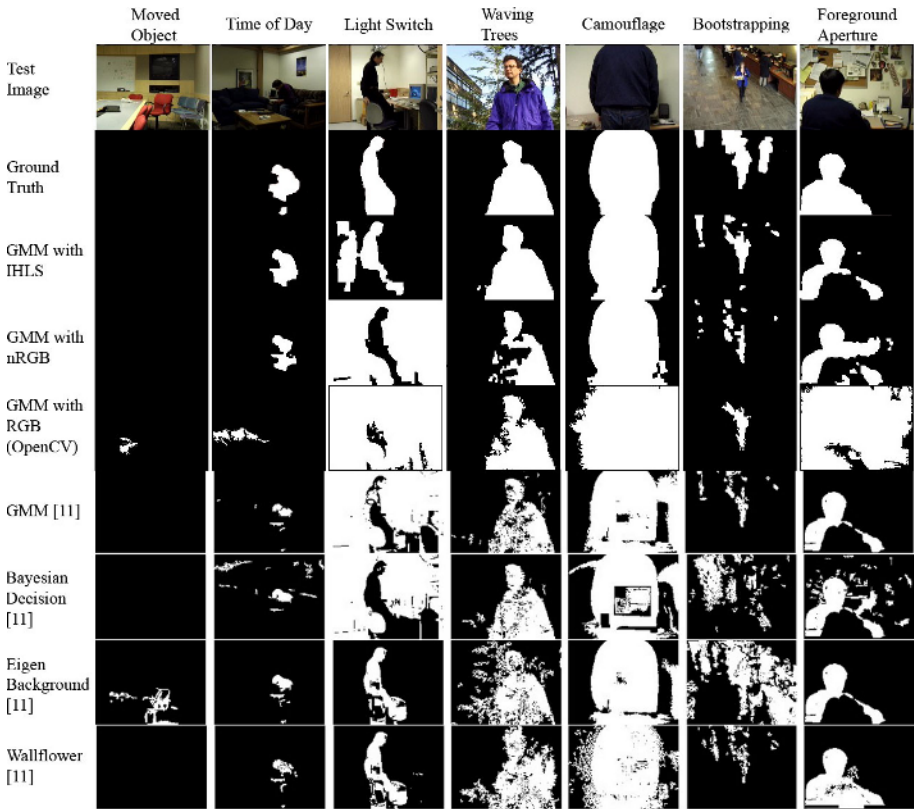 Moved
Object
Time of Day
Light Switch
Waving
Trees
Camouflage
Bootstrapping
Foreground
Aperture
Test
Image
Ground
Truth
GMM with
IHLS
GMM with
nRGB
GMM with
RGB
(OpenCV)
GMM [11]
Bayesian
Decision
[11]
Eigen
Background
[11]
Wallflower
[11]